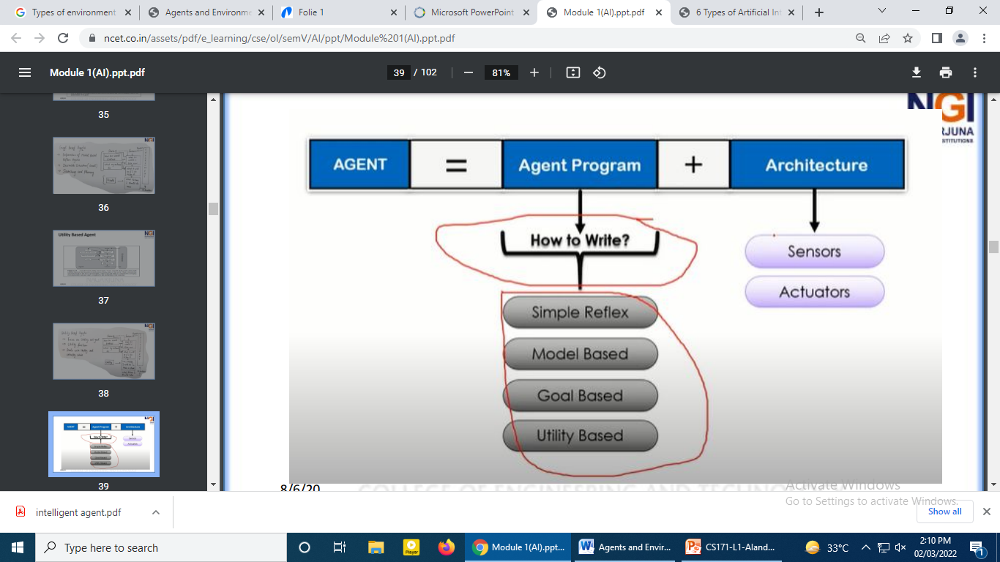 Types of environment
Agents and Environme
Folie 1
Microsoft PowerPoint
Module 1(AI).ppt.pdf
6 Types of Artificial Int
ncet.co.in/assets/pdf/e_learning/cse/ol/semV/AI/ppt/Module%201(AI).ppt.pdf
Module 1(AI).ppt.pdf
39 / 102
81%
35
36
Utility Based Agent
37
38
39
NGI
RJUNA
STITUTIONS
AGENT = Agent Program + Architecture
How to Write?
Sensors
Actuators
Simple Reflex
Model Based
Goal Based
Utility Based
8/6/20
COLLEGE OF ENGINEERING AND TECHNO
Activate Windows
Go to Settings to activate Windows.
intelligent agent.pdf
Show all
Type here to search
Player
Module 1(AI).ppt...
Agents and Envir...
CS171-L1-Aland...
33°C
2:10 PM
02/03/2022
1